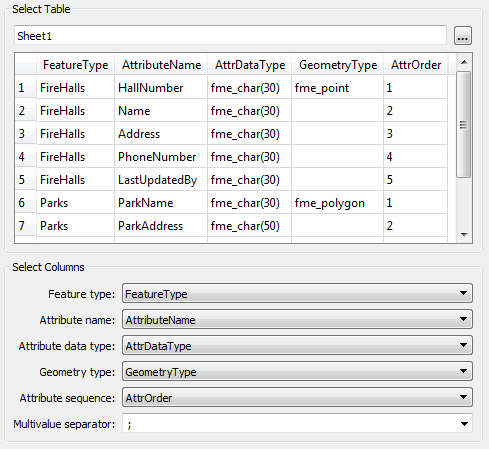 Select Table
Sheet1 ...
FeatureType AttributeName AttrDataType GeometryType AttrOrder
1 FireHalls HallNumber fme_char(30) fme_point 1
2 FireHalls Name fme_char(30) 2
3 FireHalls Address fme_char(30) 3
4 FireHalls PhoneNumber fme_char(30) 4
5 FireHalls LastUpdatedBy fme_char(30) 5
6 Parks ParkName fme_char(30) fme_polygon 1
7 Parks ParkAddress fme_char(50) 2
Select Columns
Feature type: FeatureType
Attribute name: AttributeName
Attribute data type: AttrDataType
Geometry type: GeometryType
Attribute sequence: AttrOrder
Multivalue separator: ;